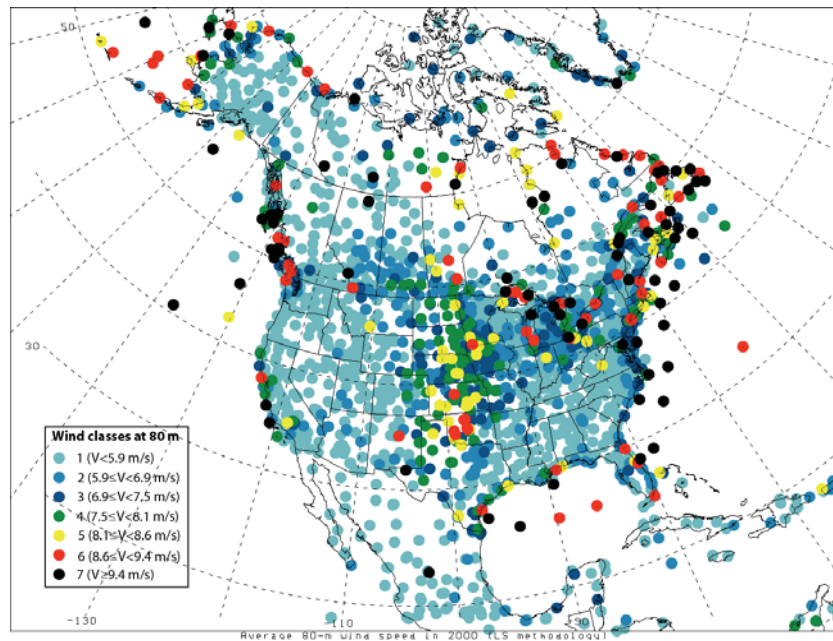 50
30
Wind classes at 80 m
1 (V<5.9 m/s)
2 (5.9≤V<6.9 m/s)
3 (6.9≤V<7.5 m/s)
4 (7.5≤V<8.1 m/s)
5 (8.1≤V<8.6 m/s)
6 (8.6≤V<9.4 m/s)
7 (V≥9.4 m/s)
-130
-110
-90
Average 80-m wind speed in 2000 (LS methodology)